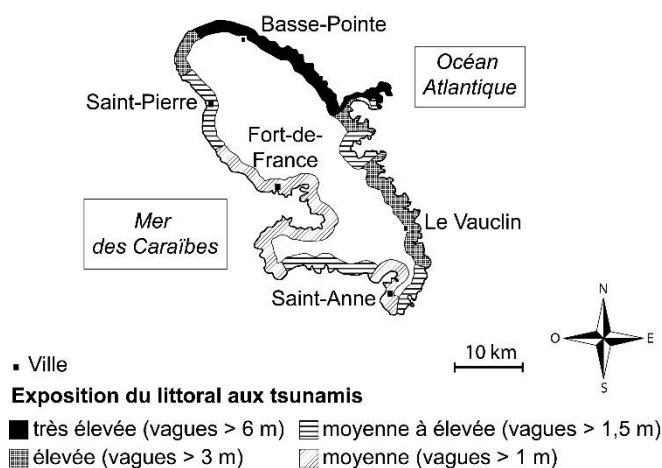 Basse-Pointe
Océan
Atlantique
Saint-Pierre
Fort-de-
France
Mer
des Caraïbes
Le Vauclin
Saint-Anne
N
O
E
S
10 km
Ville
Exposition du littoral aux tsunamis
très élevée (vagues > 6 m)
moyenne à élevée (vagues > 1,5 m)
élevée (vagues > 3 m)
moyenne (vagues > 1 m)